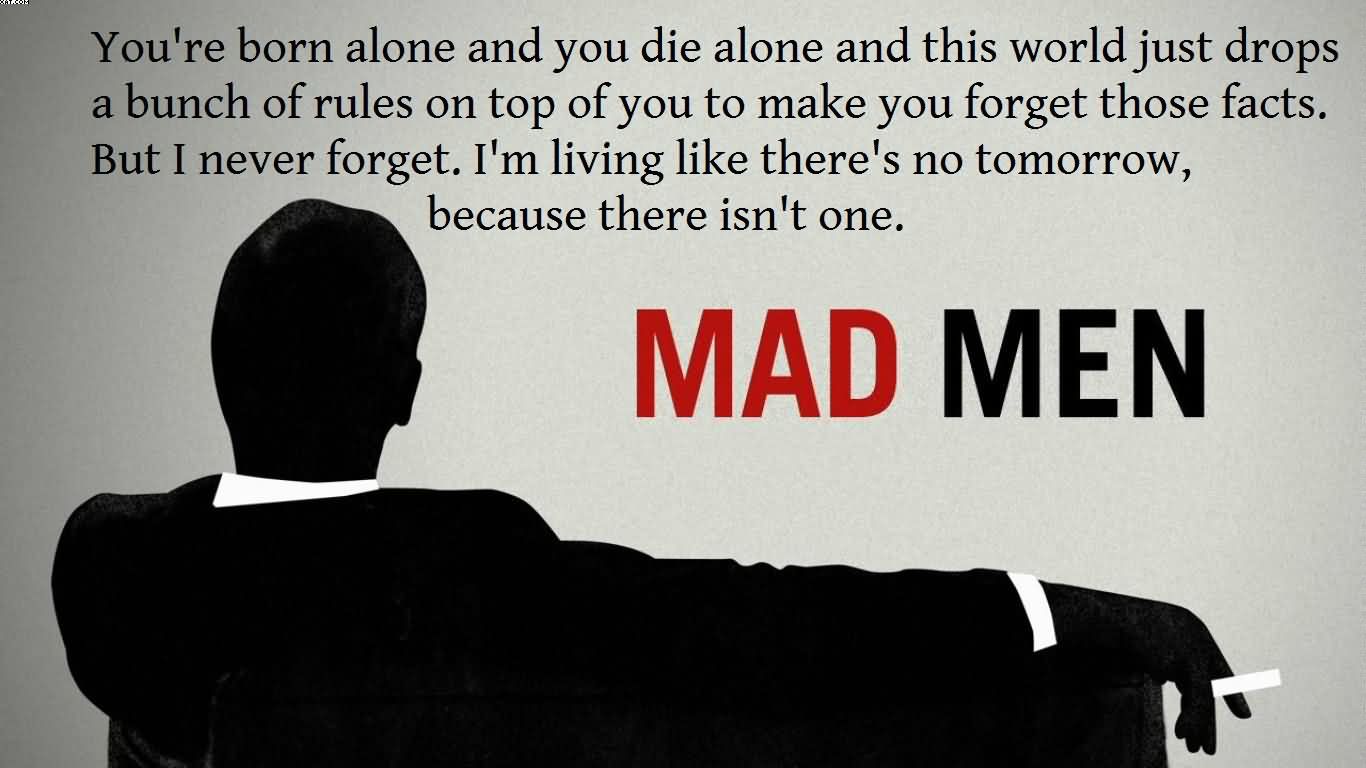 You're born alone and you die alone and this world just drops
a bunch of rules on top of you to make you forget those facts.
But I never forget. I'm living like there's no tomorrow,
because there isn't one.
MAD MEN